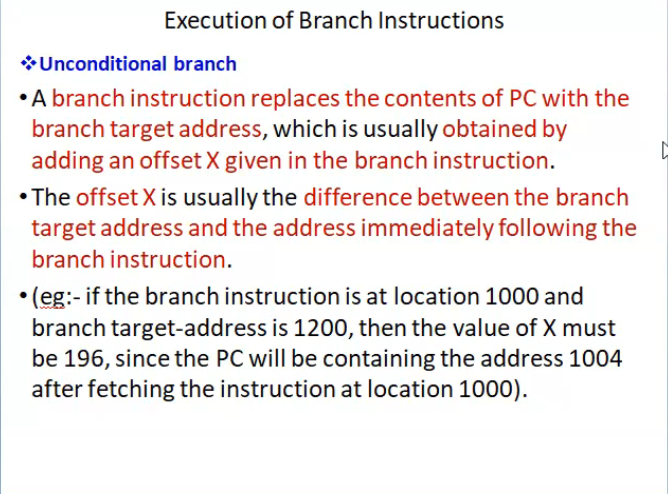 Execution of Branch Instructions
❖Unconditional branch
•A branch instruction replaces the contents of PC with the
branch target address, which is usually obtained by
adding an offset X given in the branch instruction.
•The offset X is usually the difference between the branch
target address and the address immediately following the
branch instruction.
•(eg:- if the branch instruction is at location 1000 and
branch target-address is 1200, then the value of X must
be 196, since the PC will be containing the address 1004
after fetching the instruction at location 1000).